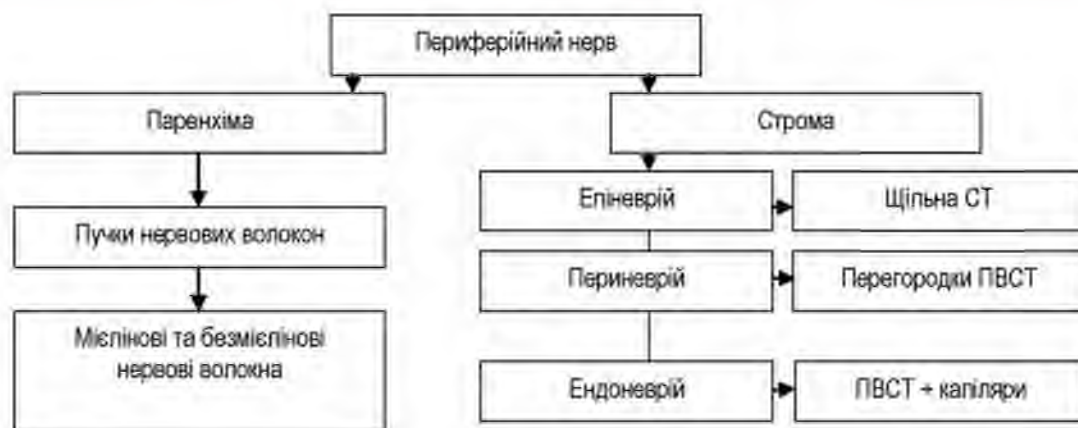 Периферійний нерв
Паренхіма
Строма
Епіневрій
Щільна СТ
Пучки нервових волокон
Периневрій
Перегородки ПВСТ
Мієлінові та безмієлінові
нервові волокна
Ендоневрій
ПВСТ + капіляри